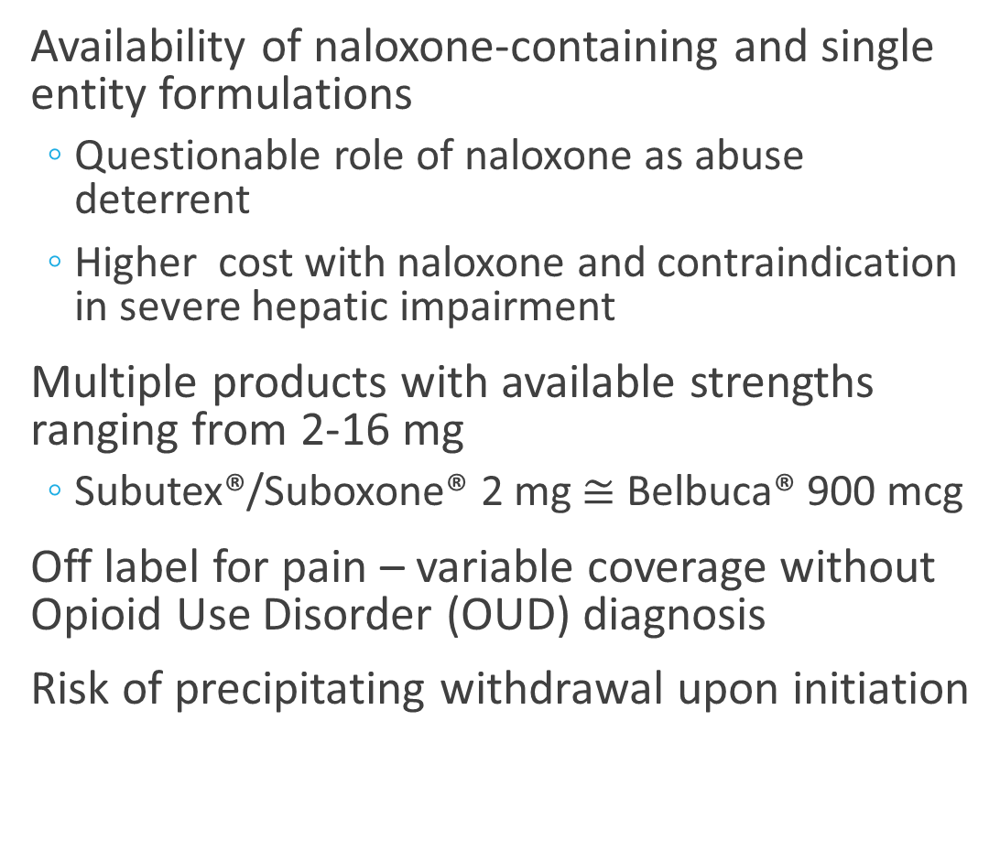 Availability of naloxone-containing and single
entity formulations
◦ Questionable role of naloxone as abuse
deterrent
◦ Higher  cost with naloxone and contraindication
in severe hepatic impairment
Multiple products with available strengths
ranging from 2-16 mg
◦ Subutex®/Suboxone® 2 mg ≅ Belbuca® 900 mcg
Off label for pain – variable coverage without
Opioid Use Disorder (OUD) diagnosis
Risk of precipitating withdrawal upon initiation